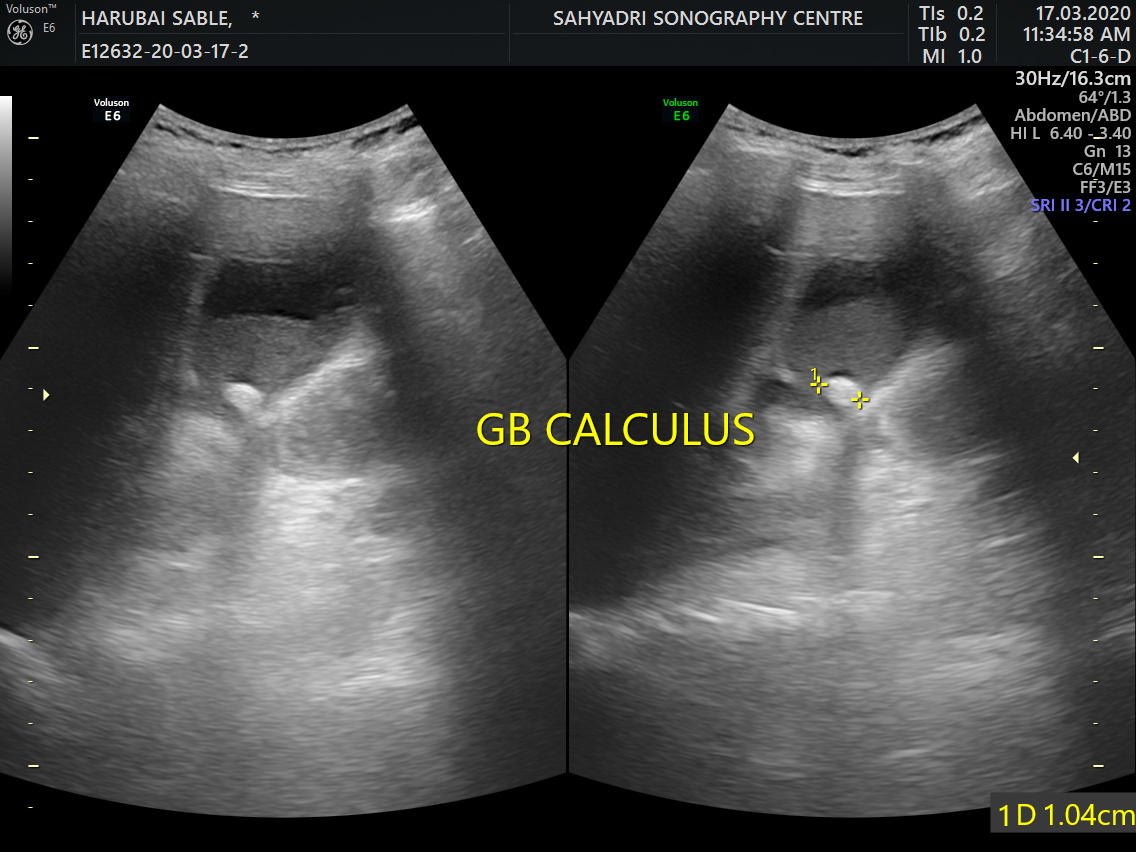 Voluson™
E6
HARUBAI SABLE, *
E12632-20-03-17-2
SAHYADRI SONOGRAPHY CENTRE
TIs 0.2
TIb 0.2
MI 1.0
17.03.2020
11:34:58 AM
C1-6-D
30Hz/16.3cm
64°/1.3
Abdomen/ABD
HI L 6.40 - 3.40
Gn 13
C6/M15
FF3/E3
SRI II 3/CRI 2
Voluson
E6
Voluson
E6
1
GB CALCULUS
1 D 1.04cm